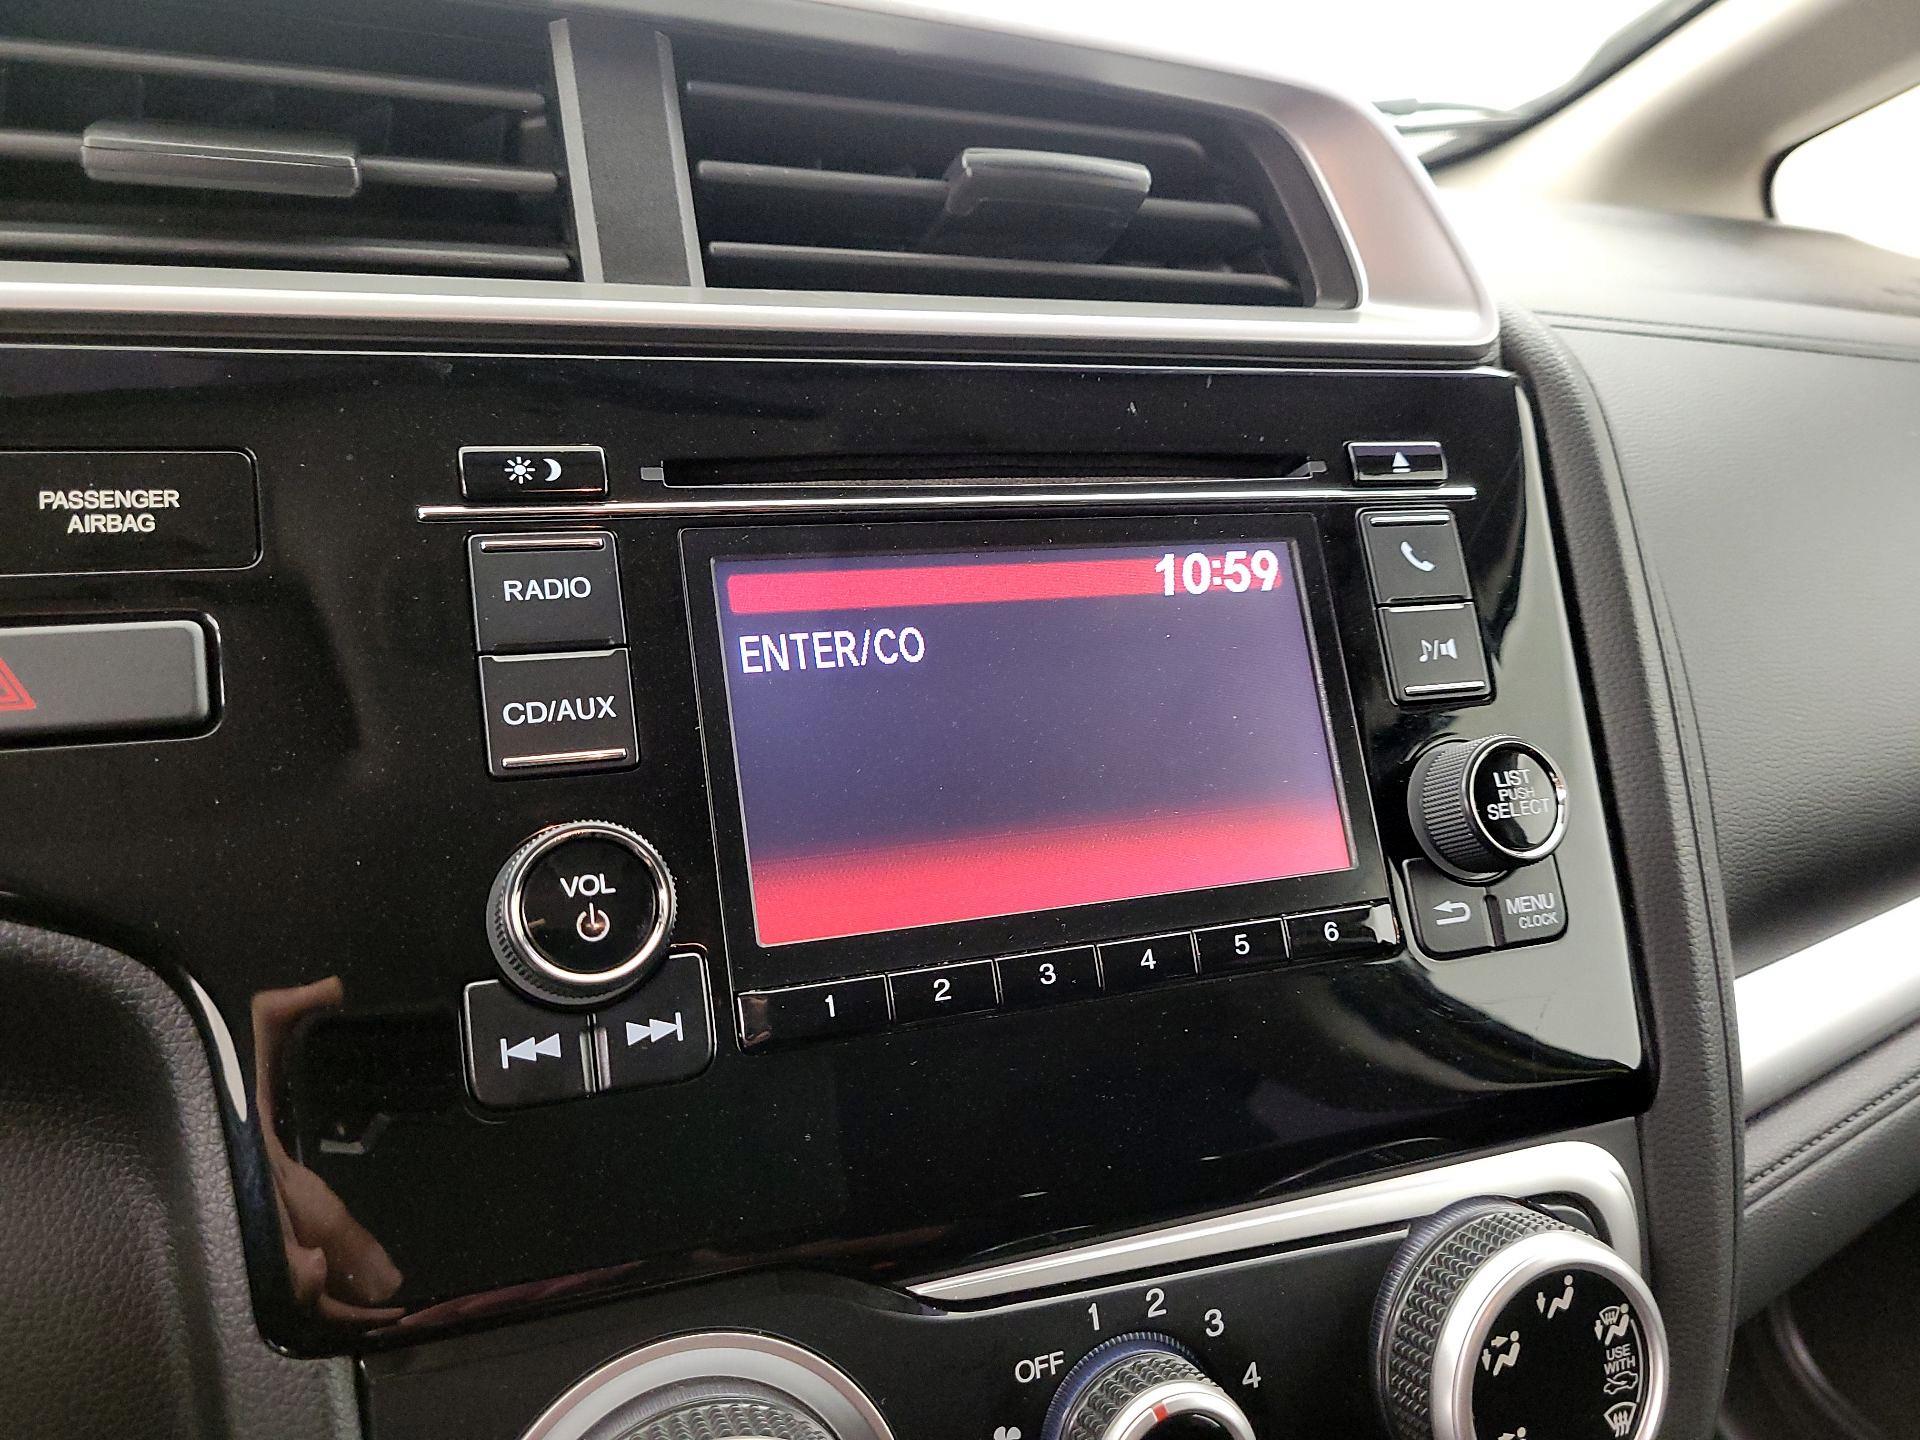 PASSENGER
AIRBAG
RADIO
CD/AUX
10:59
ENTER/CO
LIST
PUSH
SELECT
VOL
MENU
CLOCK
1 2 3 4 5 6
OFF 1 2 3 4
USE
WITH